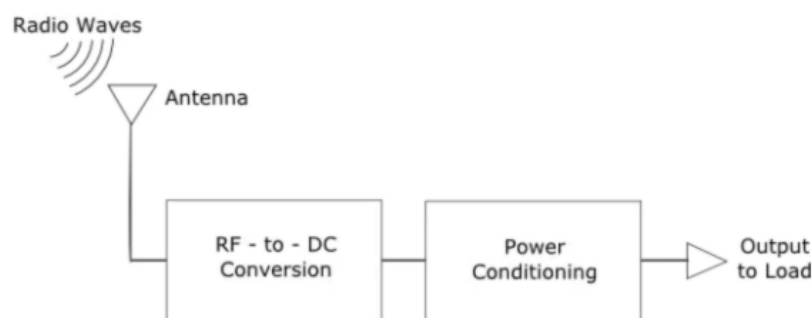 Radio Waves
Antenna
RF - to - DC
Conversion
Power
Conditioning
Output
to Load